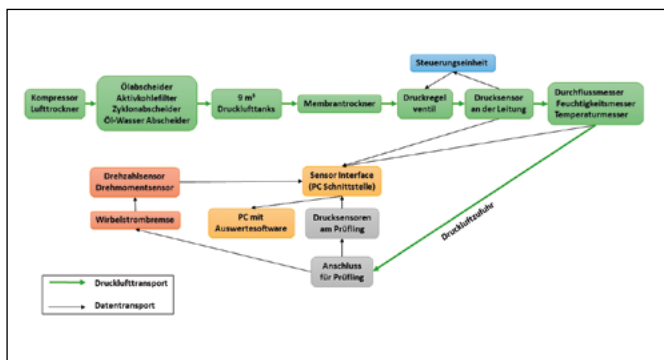 Steuerungseinheit
Kompressor
Lufttrockner
Ölabscheider
Aktivkohlefilter
Zyklonabscheider
Öl-Wasser Abscheider
9 m³
Drucklufttanks
Membrantrockner
Druckregel
ventil
Drucksensor
an der Leitung
Durchflussmesser
Feuchtigkeitsmesser
Temperaturmesser
Drehzahlsensor
Drehmomentsensor
Sensor Interface
(PC Schnittstelle)
Wirbelstrombremse
PC mit
Auswertesoftware
Drucksensoren
am Prüfling
Druckluftzufuhr
Anschluss
für Prüfling
Drucklufttransport
Datentransport